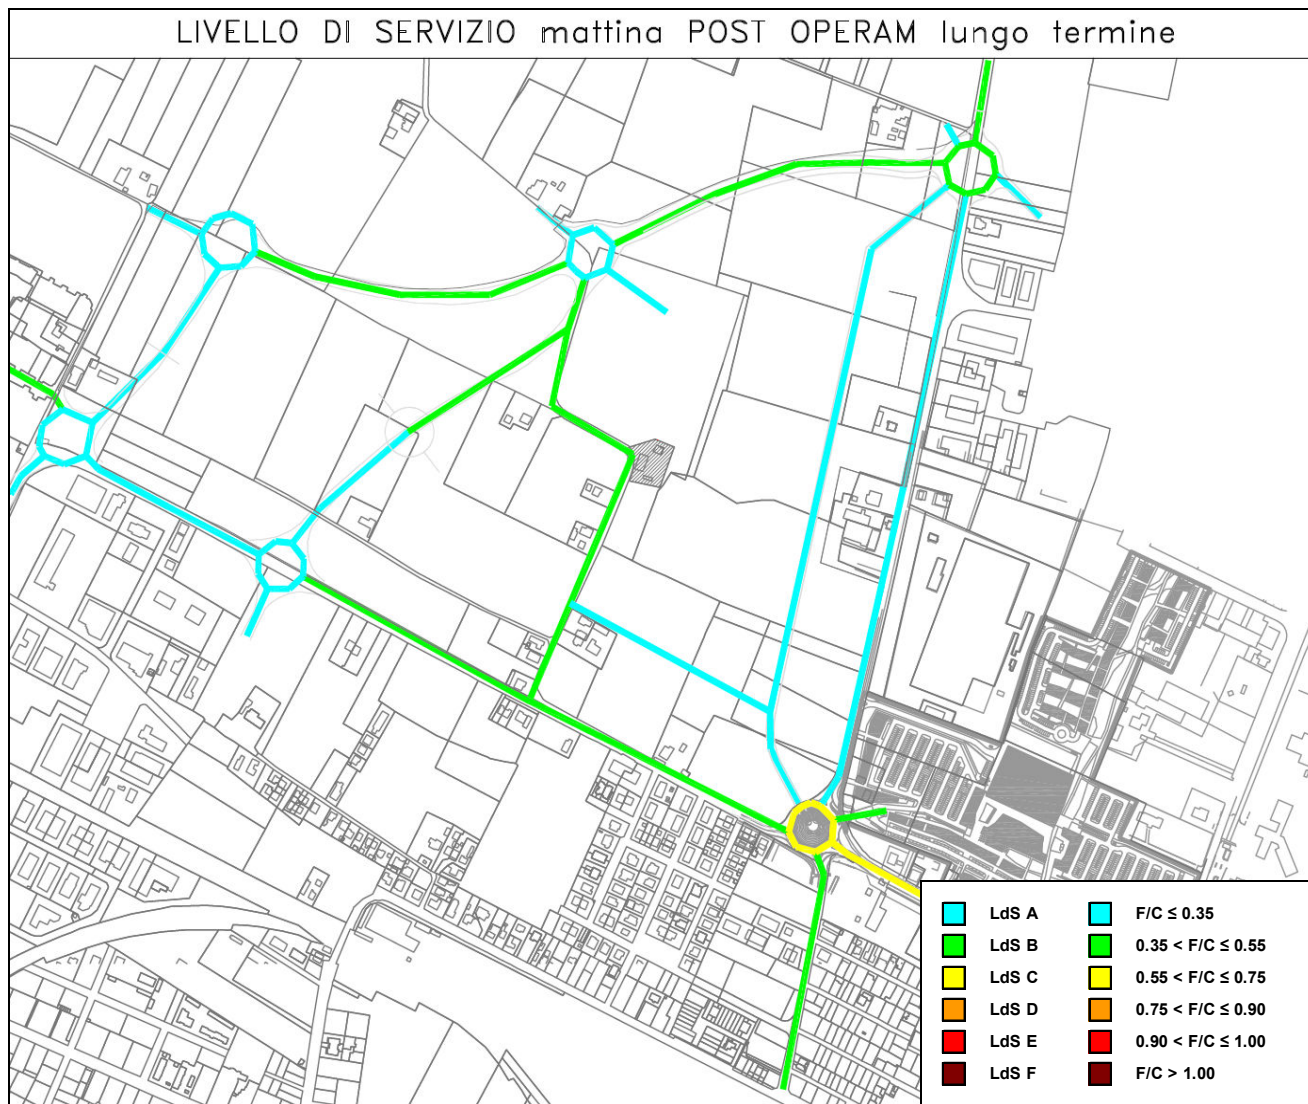 LIVELLO DI SERVIZIO mattina POST OPERAM lungo termine
LdS A F/C ≤ 0.35
LdS B 0.35 < F/C ≤ 0.55
LdS C 0.55 < F/C ≤ 0.75
LdS D 0.75 < F/C ≤ 0.90
LdS E 0.90 < F/C ≤ 1.00
LdS F F/C > 1.00